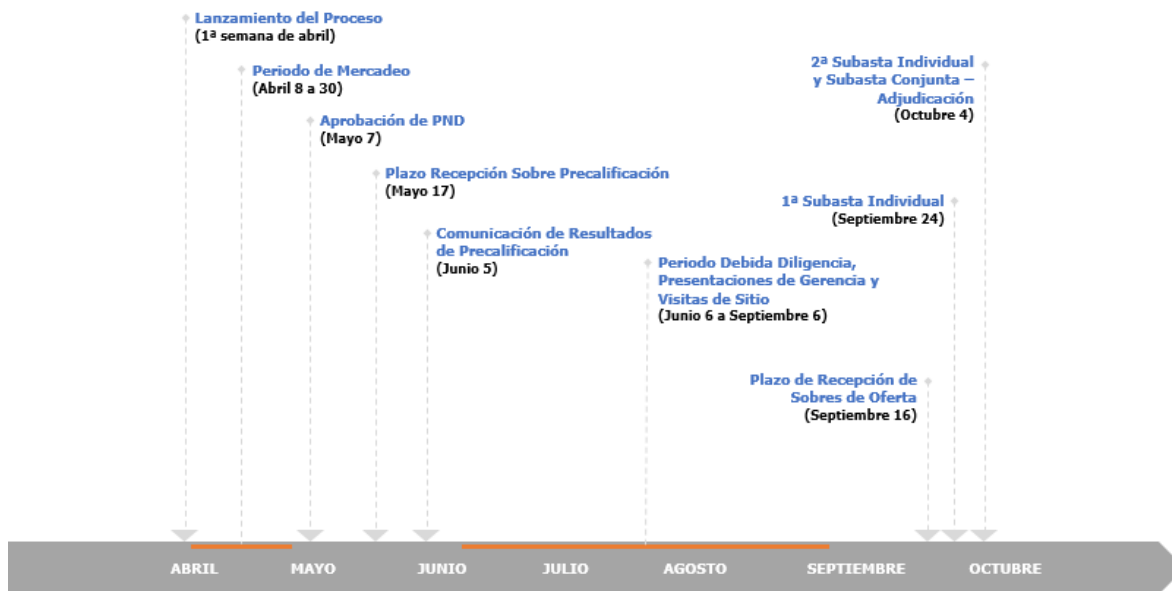 Lanzamiento del Proceso
(1ª semana de abril)
Periodo de Mercadeo
(Abril 8 a 30)
Aprobación de PND
(Mayo 7)
Plazo Recepción Sobre Precalificación
(Mayo 17)
Comunicación de Resultados
de Precalificación
(Junio 5)
Periodo Debida Diligencia,
Presentaciones de Gerencia y
Visitas de Sitio
(Junio 6 a Septiembre 6)
Plazo de Recepción de
Sobres de Oferta
(Septiembre 16)
1ª Subasta Individual
(Septiembre 24)
2ª Subasta Individual
y Subasta Conjunta –
Adjudicación
(Octubre 4)
ABRIL MAYO JUNIO JULIO AGOSTO SEPTIEMBRE OCTUBRE